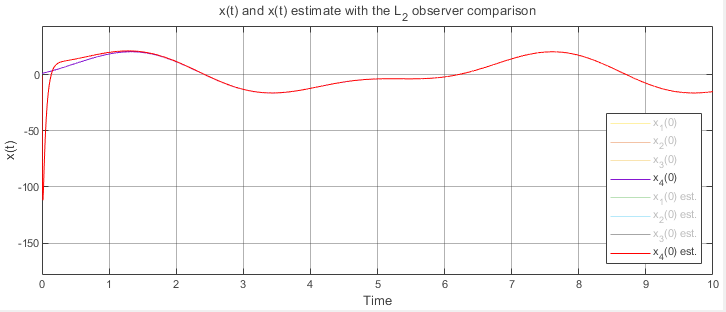 x(t) and x(t) estimate with the L2 observer comparison
x(t)
0
-50
-100
-150
x1(0)
x2(0)
x3(0)
x4(0)
x1(0) est.
x2(0) est.
x3(0) est.
x4(0) est.
0 1 2 3 4 5 6 7 8 9 10
Time